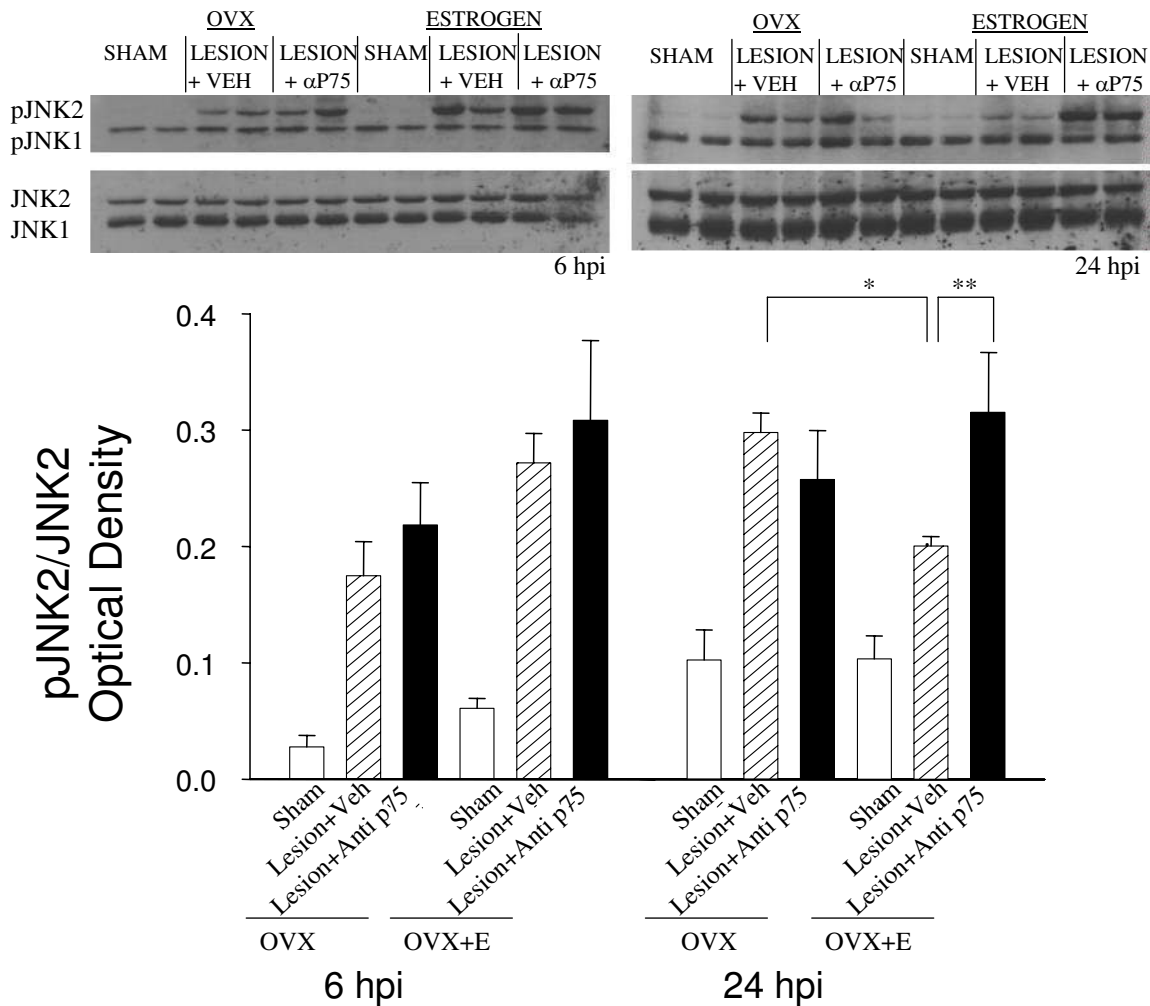 OVX ESTROGEN
SHAM LESION + VEH LESION + αP75 SHAM LESION + VEH LESION + αP75
pJNK2
pJNK1
JNK2
JNK1
6 hpi
OVX ESTROGEN
SHAM LESION + VEH LESION + αP75 SHAM LESION + VEH LESION + αP75
24 hpi
* **
pJNK2/JNK2
Optical Density
0.4
0.3
0.2
0.1
0.0
Sham
Lesion+Veh
Lesion+Anti p75
Sham
Lesion+Veh
Lesion+Anti p75
Sham
Lesion+Veh
Lesion+Anti p75
Sham
Lesion+Veh
Lesion+Anti p75
OVX OVX+E OVX OVX+E
6 hpi 24 hpi